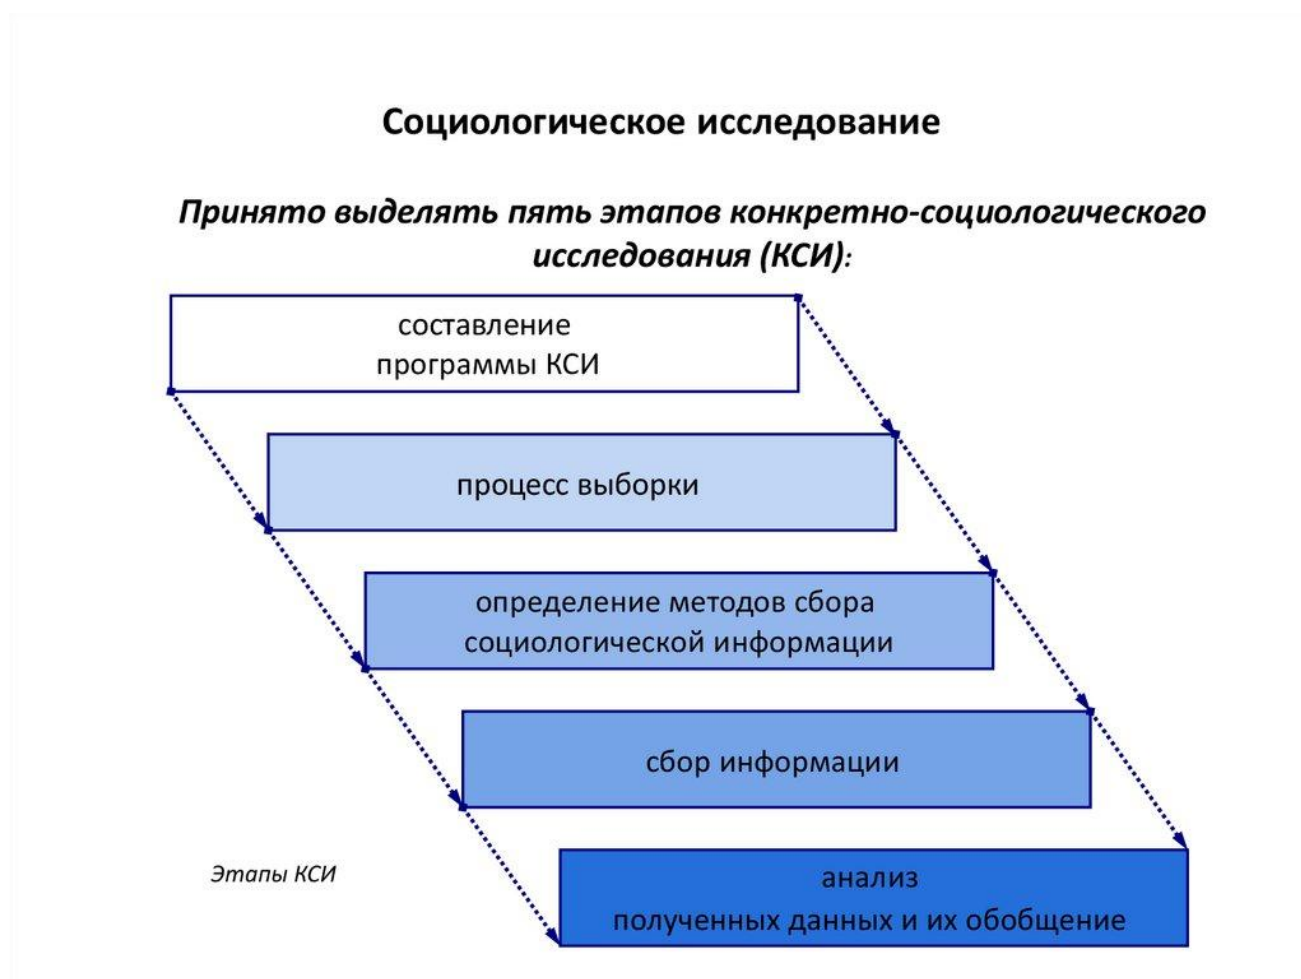 Социологическое исследование
Принято выделять пять этапов конкретно-социологического
исследования (КСИ):
составление
программы КСИ
процесс выборки
определение методов сбора
социологической информации
сбор информации
Этапы КСИ
анализ
полученных данных и их обобщение